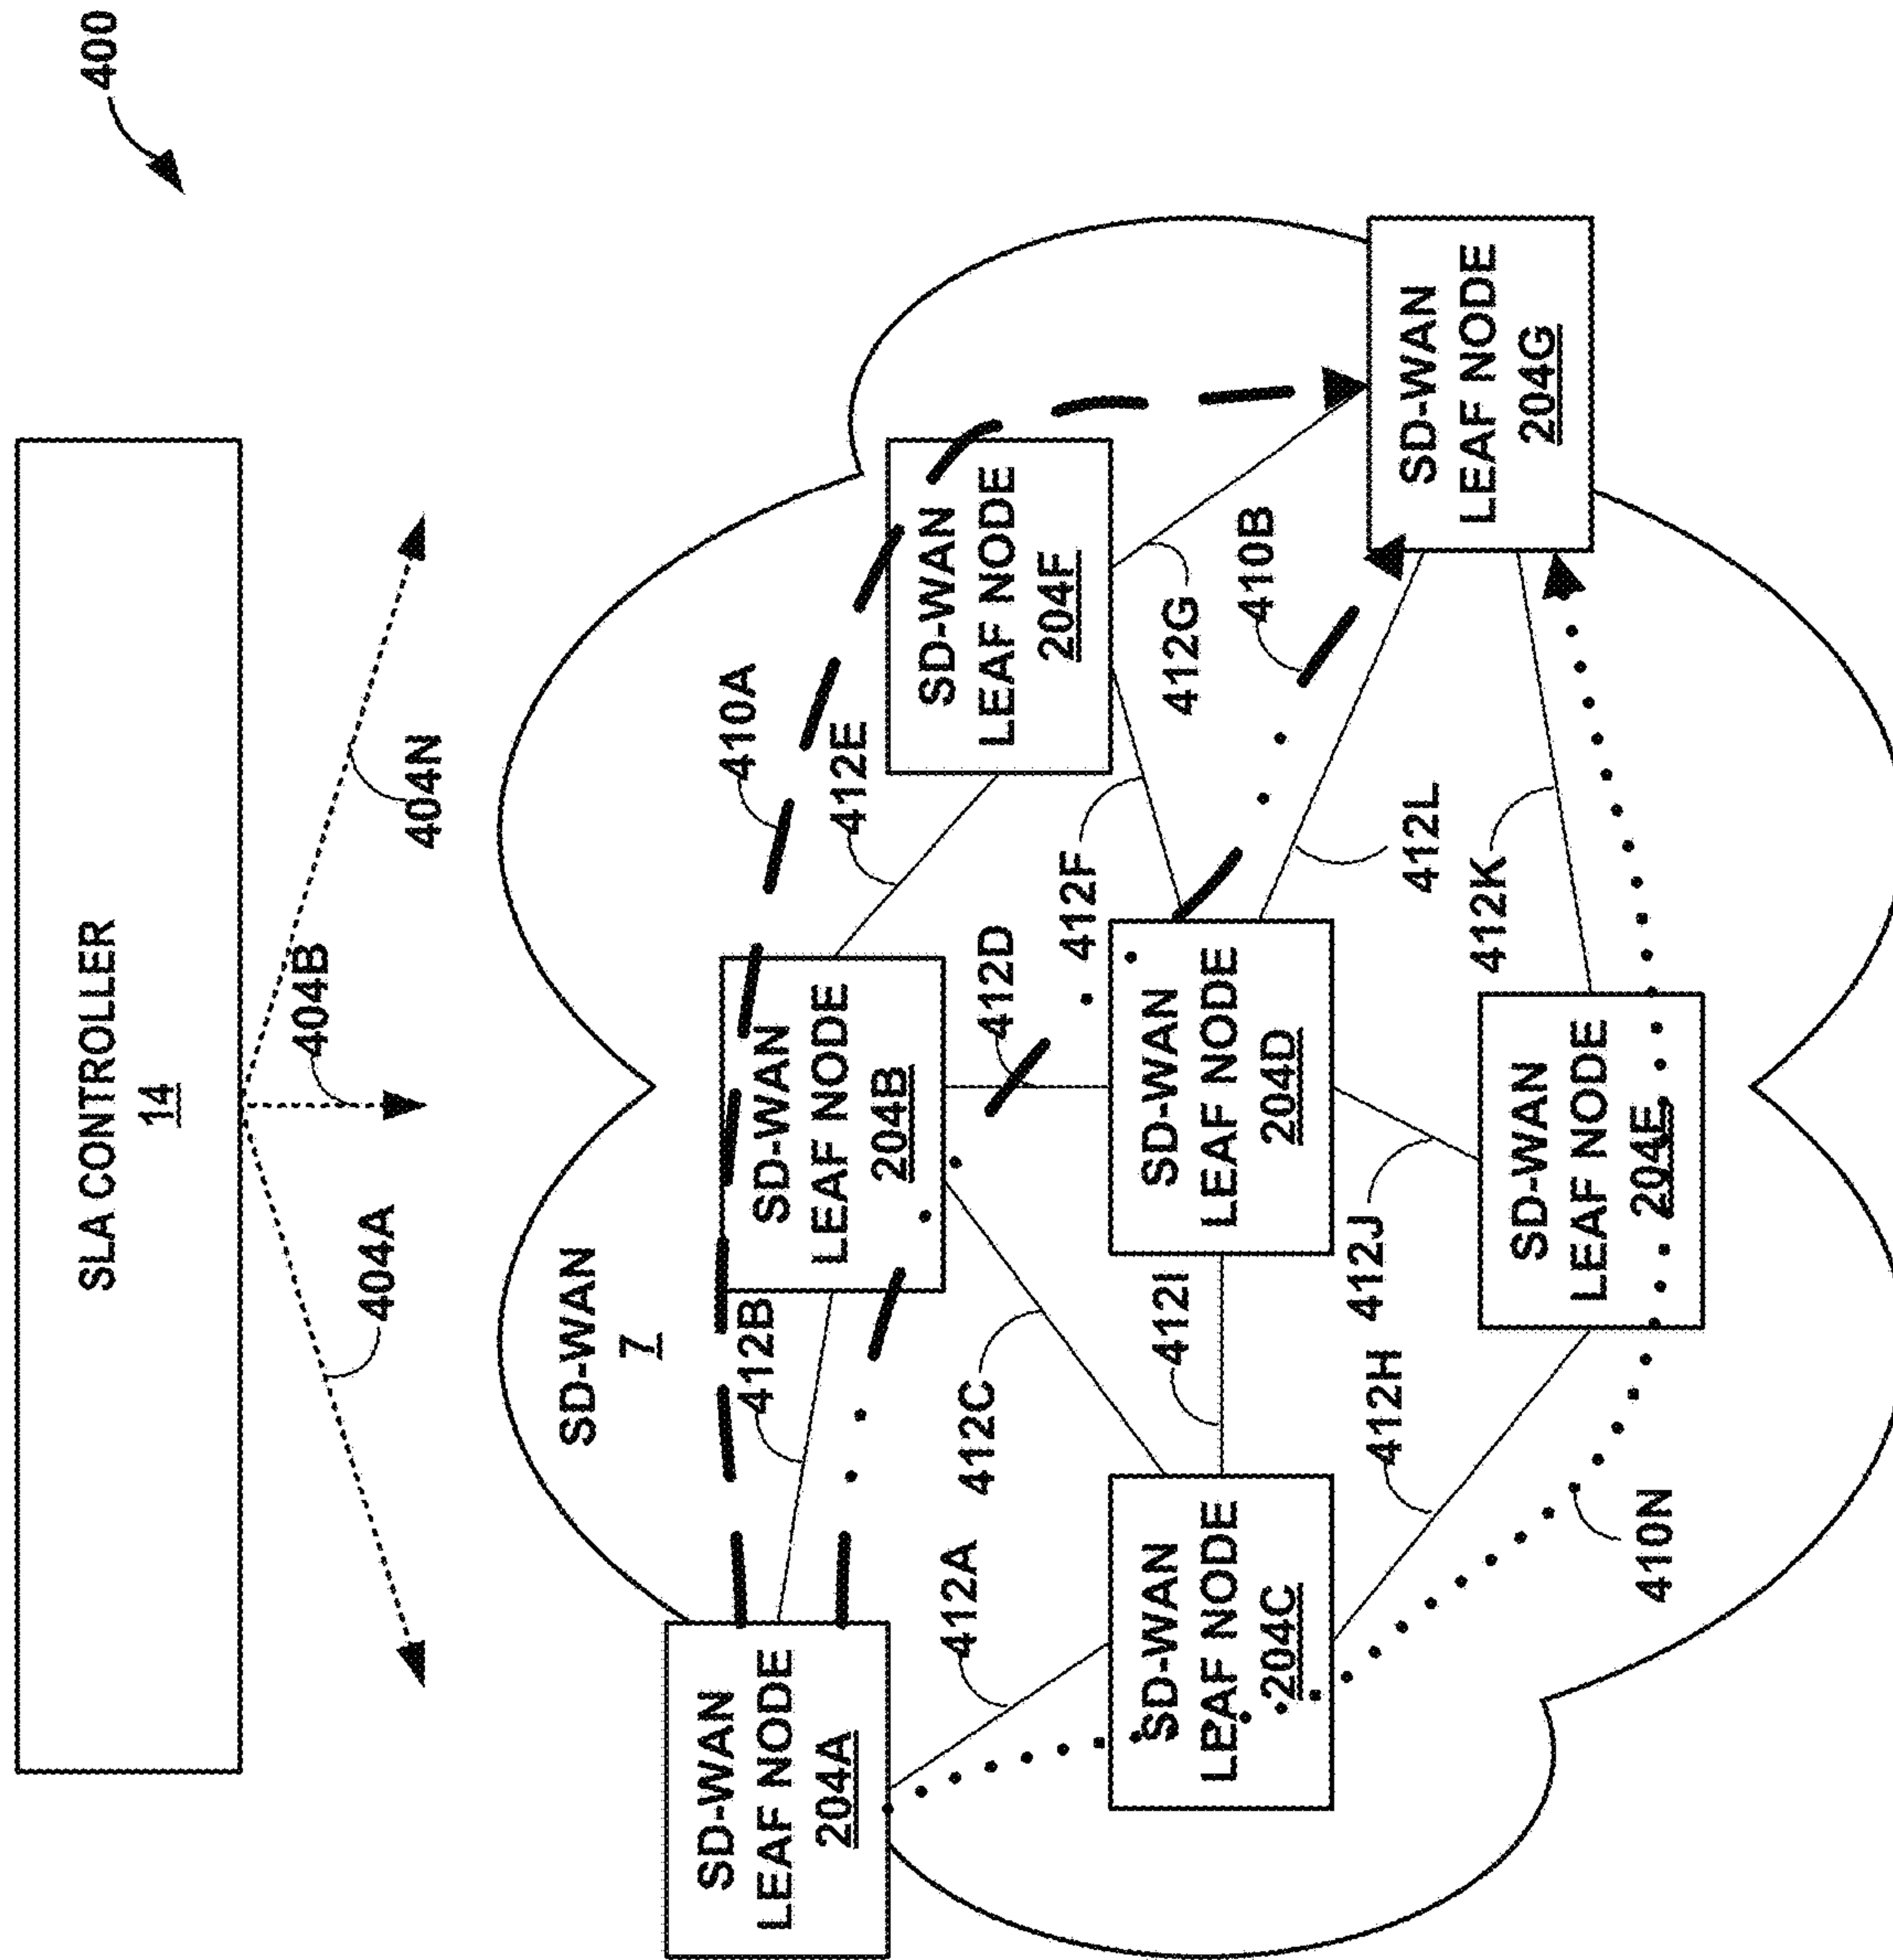 400
SLA CONTROLLER
14
404A
404B
404N
SD-WAN
7
SD-WAN
LEAF NODE
204A
412B
SD-WAN
LEAF NODE
204B
410A
412E
SD-WAN
LEAF NODE
204F
412A
412C
412D
412F
412G
410B
SD-WAN
LEAF NODE
204C
412I
SD-WAN
LEAF NODE
204D
412L
SD-WAN
LEAF NODE
204G
412H
412J
412K
SD-WAN
LEAF NODE
204E
410N